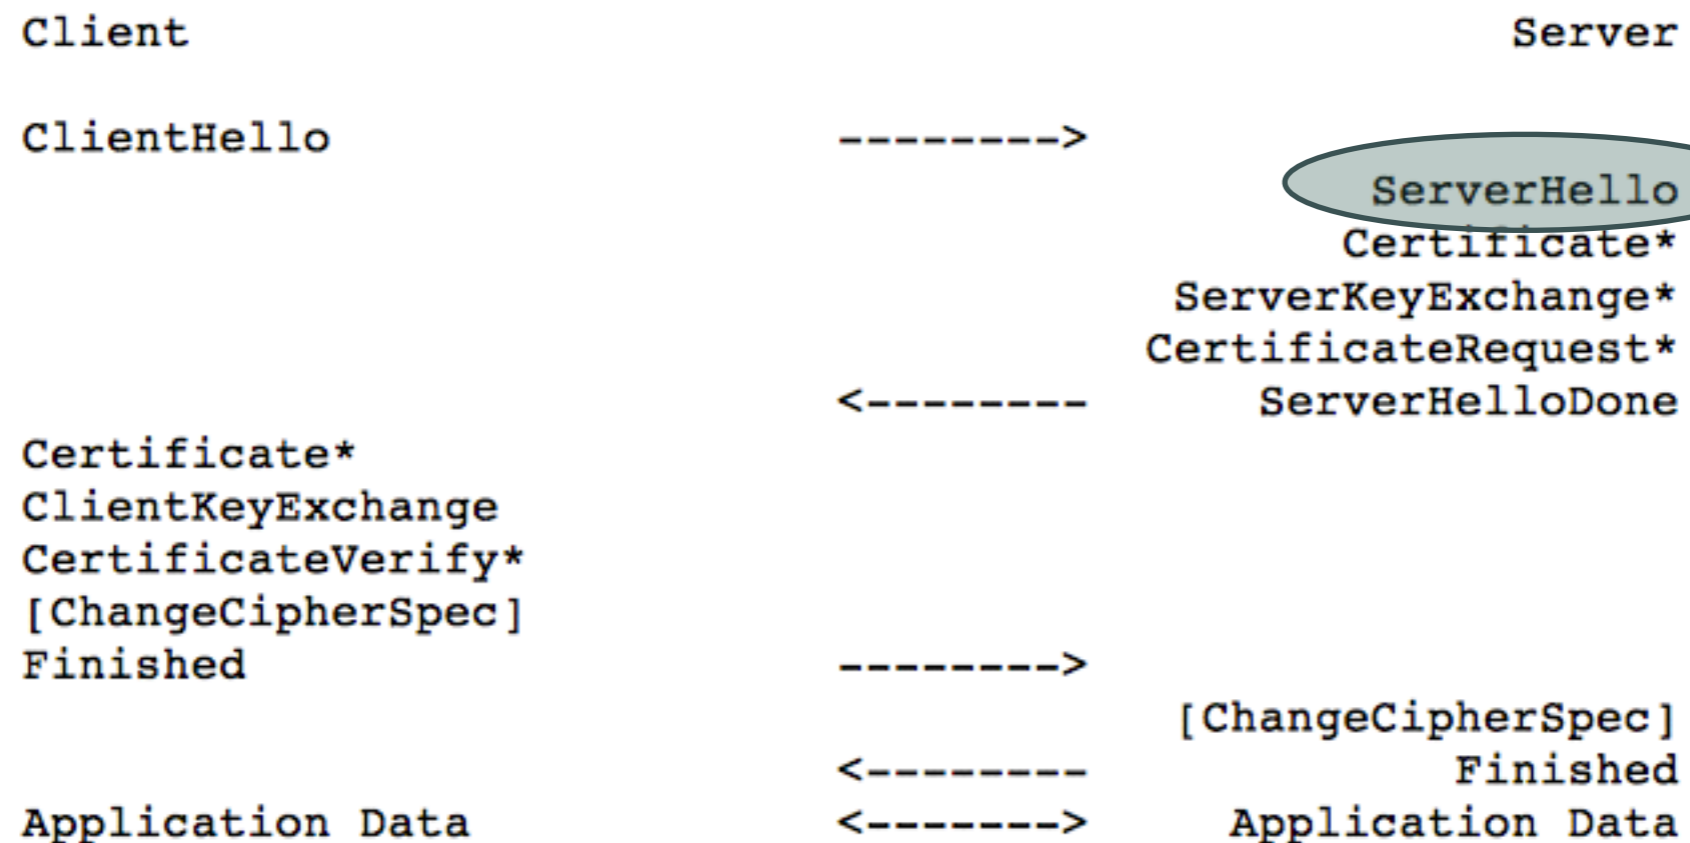 Client Server
ClientHello -------->
ServerHello
Certificate*
ServerKeyExchange*
CertificateRequest*
<-------- ServerHelloDone
Certificate*
ClientKeyExchange
CertificateVerify*
[ChangeCipherSpec]
Finished -------->
[ChangeCipherSpec]
<-------- Finished
Application Data <-------> Application Data